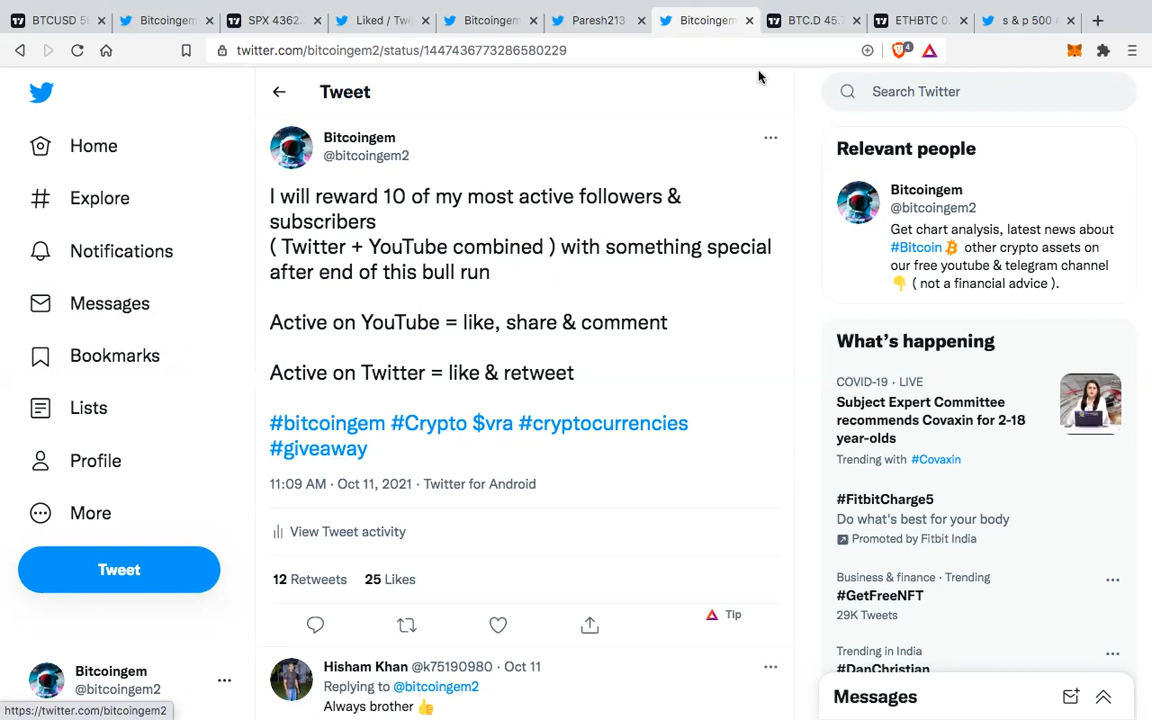 BTCUSD 5
Bitcoingem
SPX 4362.
Liked / Twe
Bitcoingem
Paresh213
Bitcoingem
BTC.D 45.7
ETHBTC 0.
s & p 500
twitter.com/bitcoingem2/status/1447436773286580229
4
Home
Explore
Notifications
Messages
Bookmarks
Lists
Profile
More
Tweet
Bitcoingem
@bitcoingem2
https://twitter.com/bitcoingem2
Tweet
Bitcoingem
@bitcoingem2
I will reward 10 of my most active followers &
subscribers
( Twitter + YouTube combined ) with something special
after end of this bull run
Active on YouTube = like, share & comment
Active on Twitter = like & retweet
#bitcoingem #Crypto $vra #cryptocurrencies
#giveaway
11:09 AM · Oct 11, 2021 · Twitter for Android
View Tweet activity
12 Retweets 25 Likes
Tip
Hisham Khan @k75190980 · Oct 11
Replying to @bitcoingem2
Always brother 👍
Search Twitter
Relevant people
Bitcoingem
@bitcoingem2
Get chart analysis, latest news about
#Bitcoin other crypto assets on
our free youtube & telegram channel
👇 ( not a financial advice ).
What's happening
COVID-19 · LIVE
Subject Expert Committee
recommends Covaxin for 2-18
year-olds
Trending with #Covaxin
#FitbitCharge5
Do what's best for your body
Promoted by Fitbit India
Business & finance · Trending
#GetFreeNFT
29K Tweets
Trending in India
#DanChristian
Messages